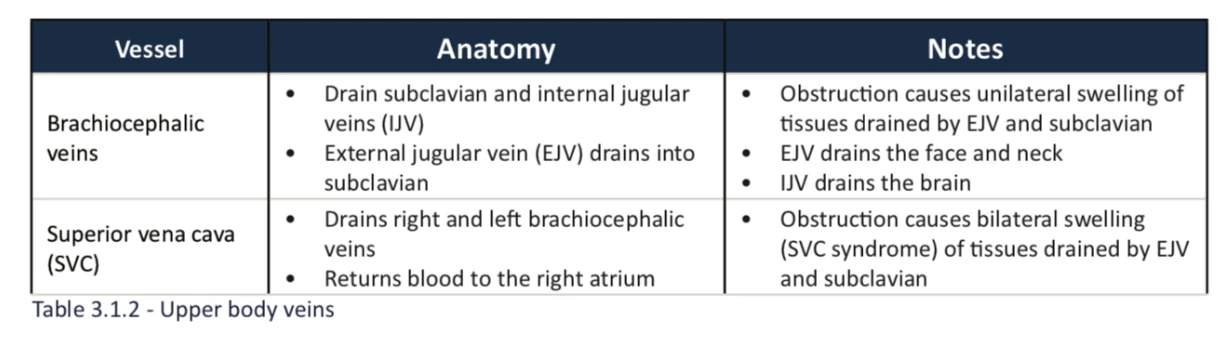 Vessel
Anatomy
Notes
Brachiocephalic
veins
• Drain subclavian and internal jugular
veins (IJV)
• External jugular vein (EJV) drains into
subclavian
• Obstruction causes unilateral swelling of
tissues drained by EJV and subclavian
• EJV drains the face and neck
• IJV drains the brain
Superior vena cava
(SVC)
• Drains right and left brachiocephalic
veins
• Returns blood to the right atrium
• Obstruction causes bilateral swelling
(SVC syndrome) of tissues drained by EJV
and subclavian
Table 3.1.2 - Upper body veins